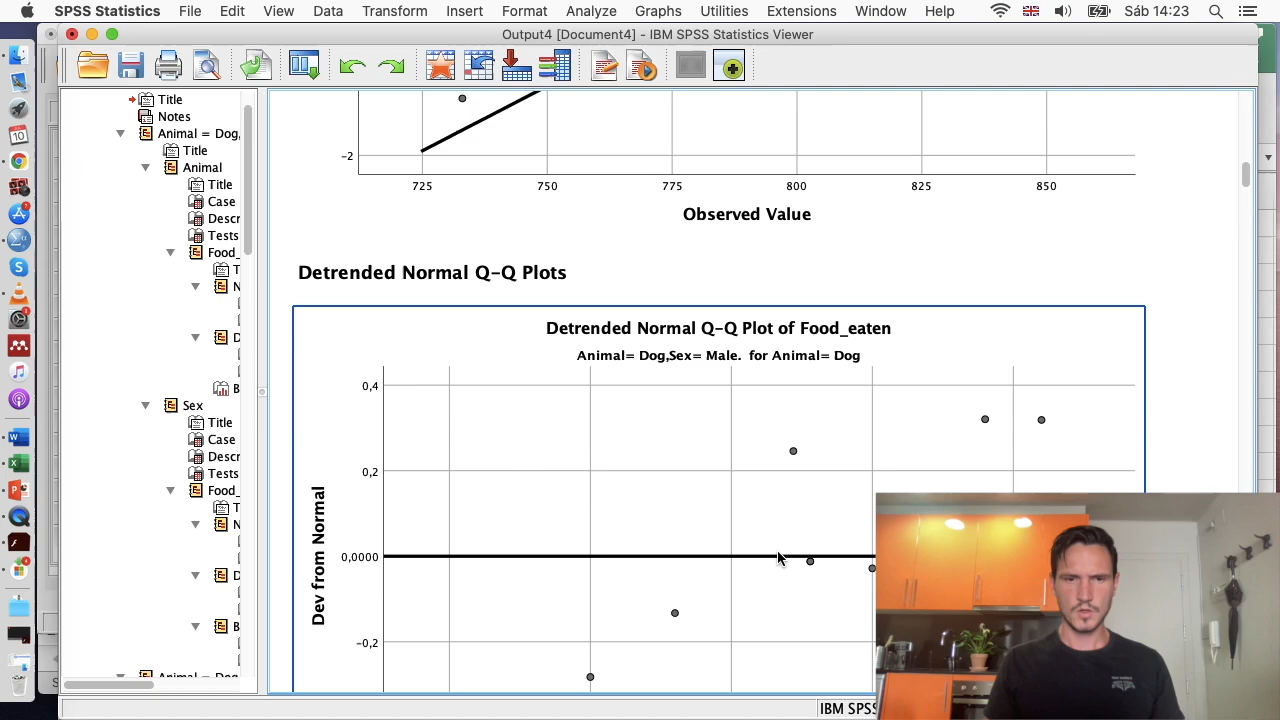 SPSS Statistics File Edit View Data Transform Insert Format Analyze Graphs Utilities Extensions Window Help Sáb 14:23
Output4 [Document4] - IBM SPSS Statistics Viewer
Title
Notes
Animal = Dog,
Title
Animal
Title
Case
Descr
Tests
Food_
T
N
D
B
Sex
Title
Case
Descr
Tests
Food_
T
N
D
B
Animal = Dog
-2
725 750 775 800 825 850
Observed Value
Detrended Normal Q-Q Plots
Detrended Normal Q-Q Plot of Food_eaten
Animal= Dog,Sex= Male. for Animal= Dog
0,4
0,2
0,0000
-0,2
Dev from Normal
IBM SPSS